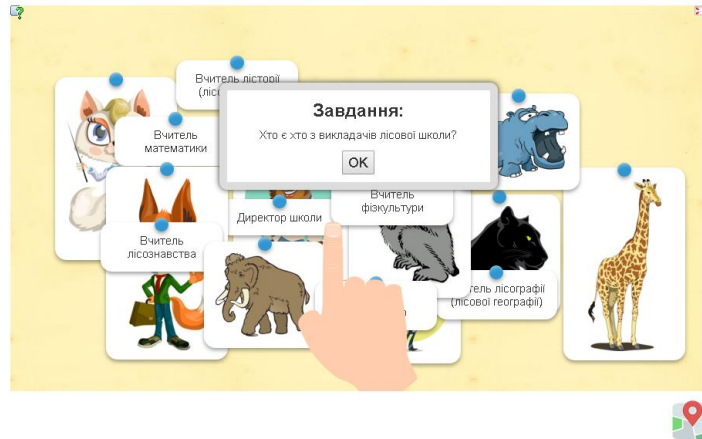 Вчитель лісторії
Завдання:
Хто є хто з викладачів лісової школи?
OK
Вчитель
математики
Вчитель
фізкультури
Директор школи
Вчитель
лісознавства
лісографії
(лісової географії)